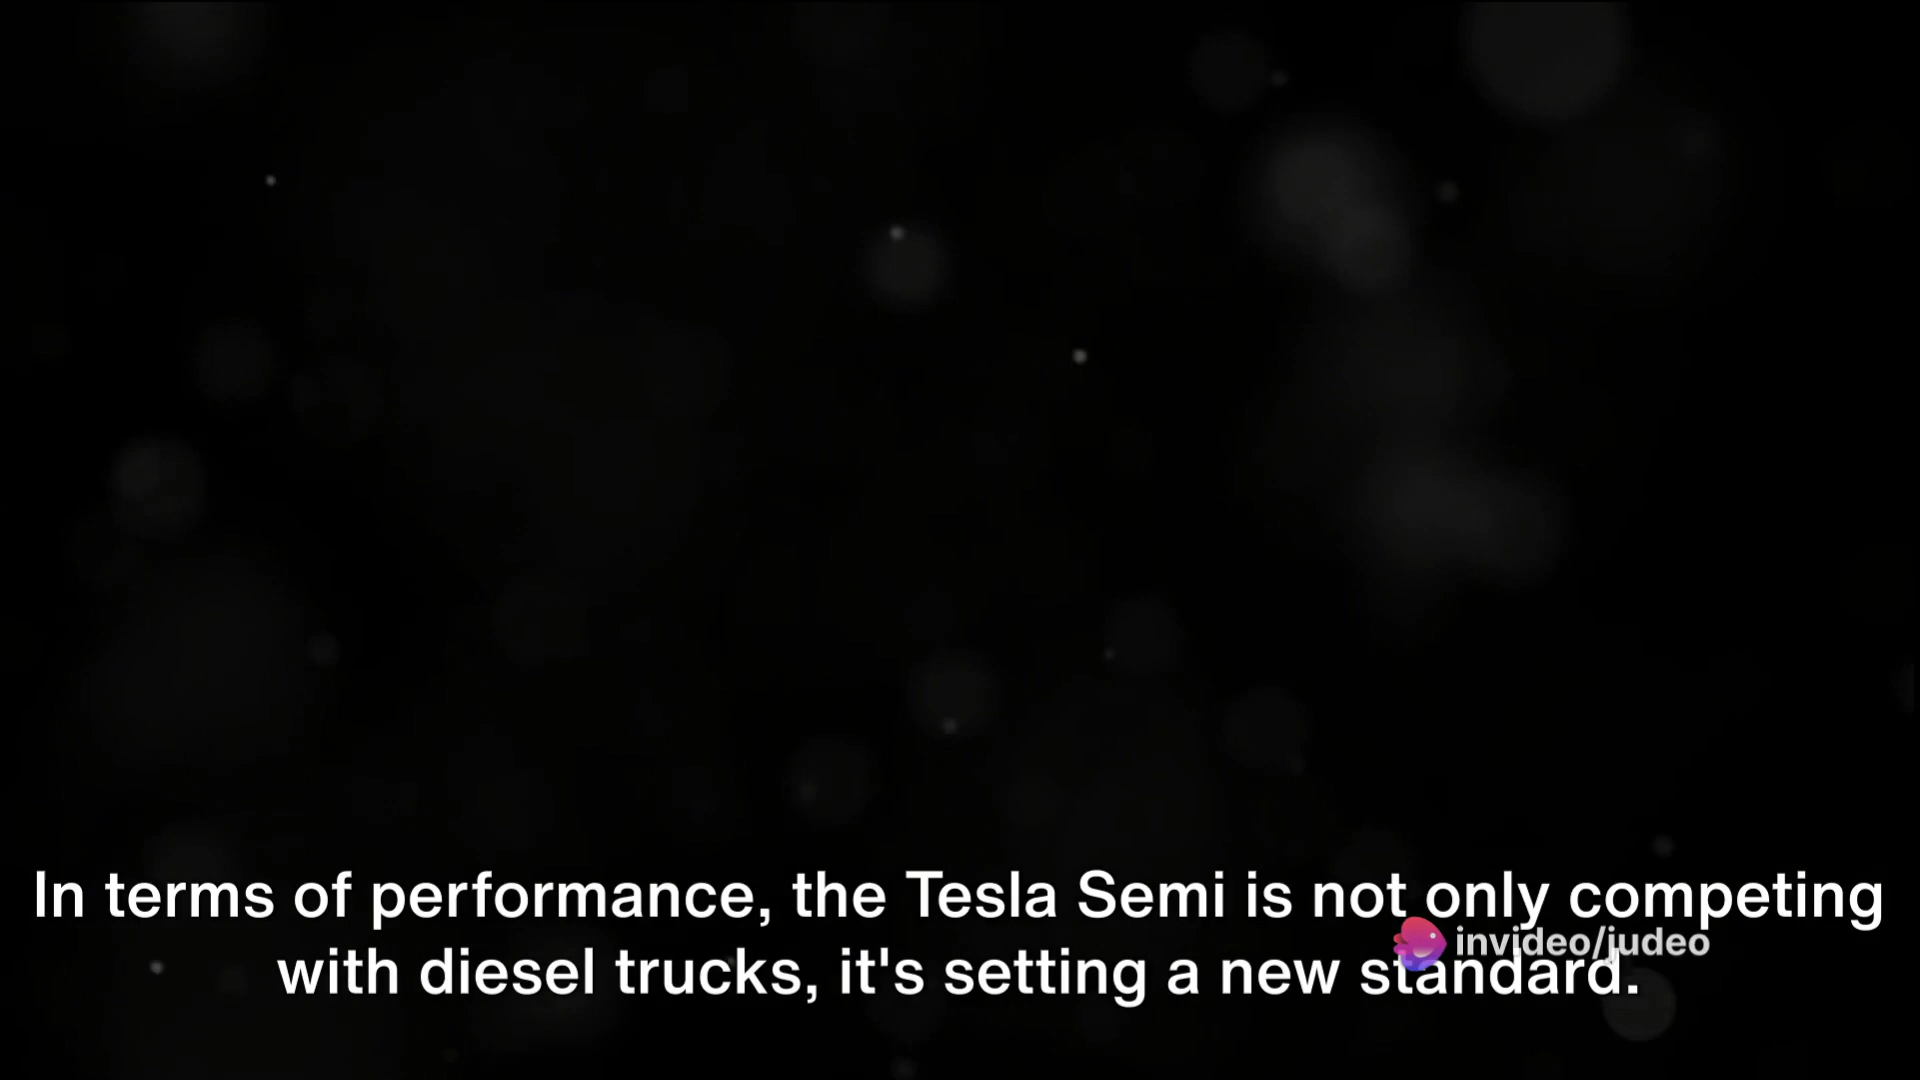 In terms of performance, the Tesla Semi is not only competing
invideo/judeo
with diesel trucks, it's setting a new standard.